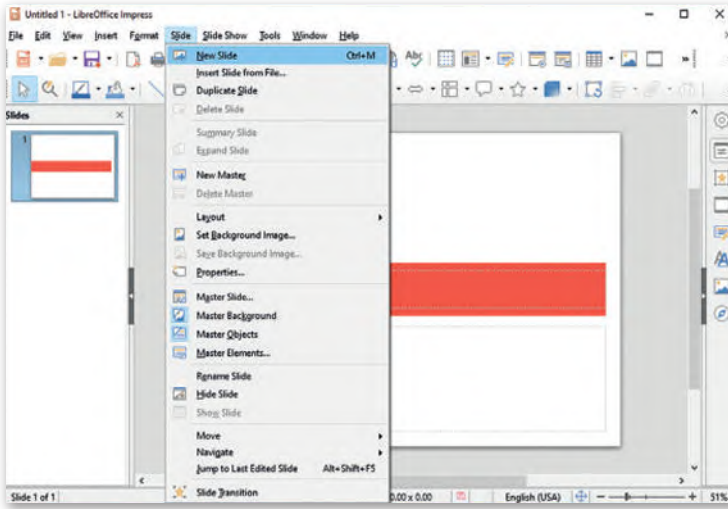 Untitled 1 - LibreOffice Impress
File Edit View Insert Format Slide Slide Show Tools Window Help
New Slide Ctrl+M
Insert Slide from File...
Duplicate Slide
Delete Slide
Summary Slide
Expand Slide
New Master
Delete Master
Layout
Set Background Image...
Save Background Image...
Properties...
Master Slide...
Master Background
Master Objects
Master Elements...
Rename Slide
Hide Slide
Show Slide
Move
Navigate
Jump to Last Edited Slide Alt+Shift+F5
Slide Transition
Slides
1
Slide 1 of 1
0.00 x 0.00 English (USA) 51%